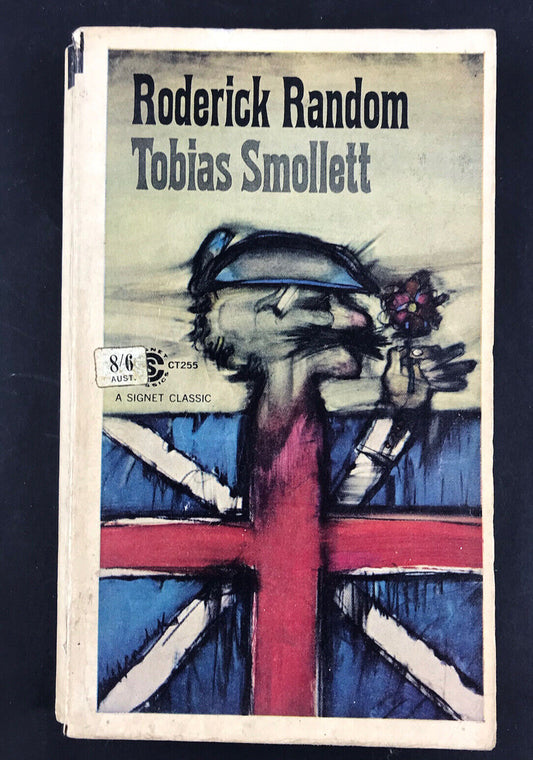 Roderick Random
Tobias Smollett
8/6
AUST.
CT255
A SIGNET CLASSIC